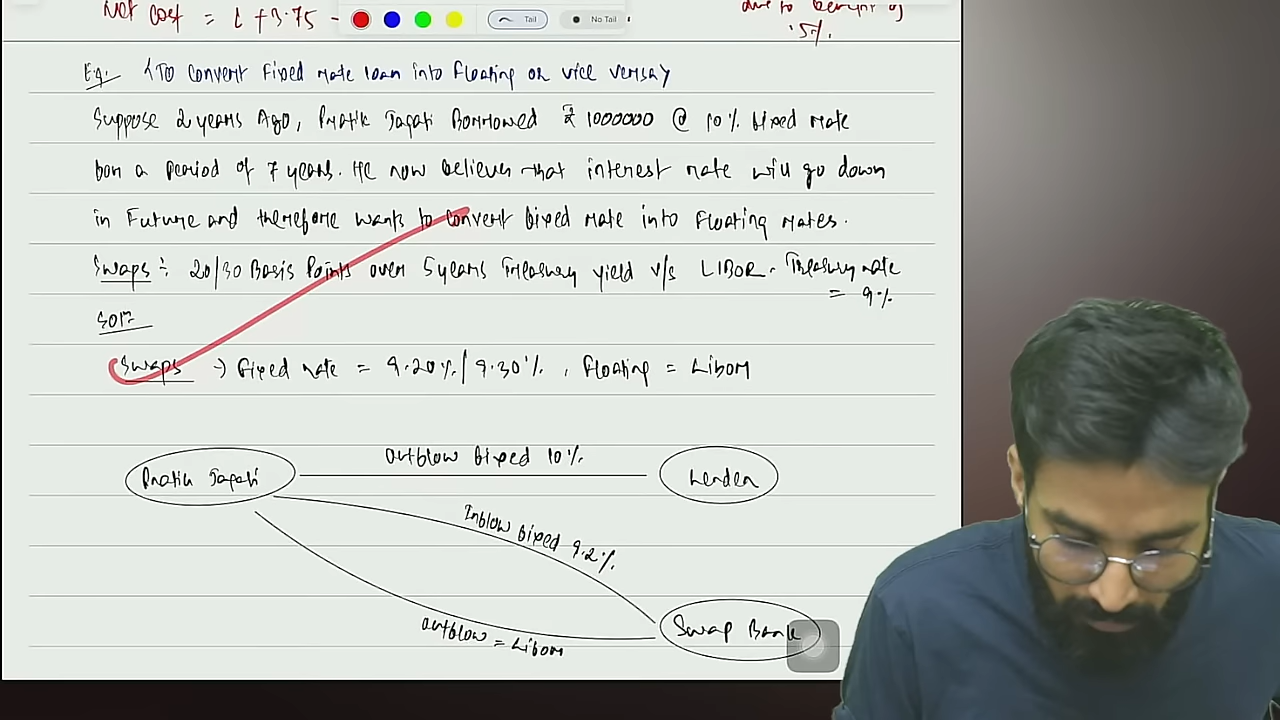 Net cost = L + 3.75 -
due to benefit of
.5%.
Tail
No Tail
Eg. <To convert fixed rate loan into floating or vice versa>
Suppose 2 years Ago, Pratik Jagati Borrowed ₹ 1000000 @ 10% fixed rate
for a period of 7 years. He now believes that interest rate will go down
in Future and therefore wants to convert fixed rate into Floating rates.
Swaps : 20/30 Basis Points over 5 years Treasury yield v/s LIBOR. Treasury rate
= 9%
Sol?
Swaps → Fixed rate = 9.20% / 9.30%, Floating = Libor
Outflow fixed 10%
Pratik Jagati
Lender
Inflow fixed 9.2%
Outflow = Libor
Swap Bank